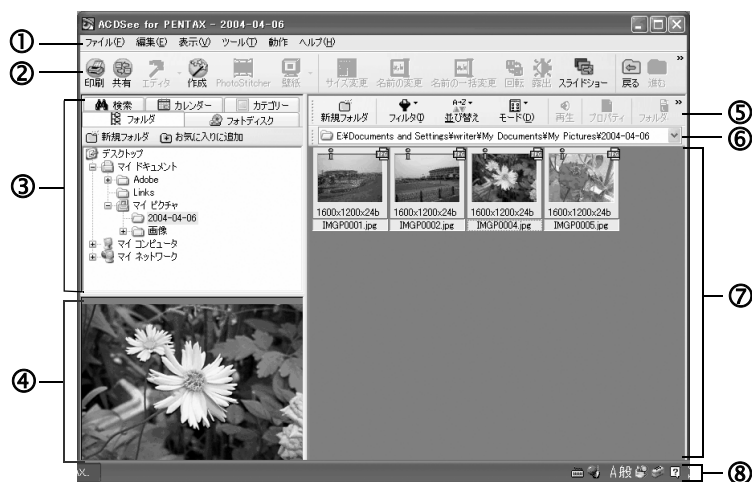 ACDSee for PENTAX - 2004-04-06
① ファイル(F) 編集(E) 表示(V) ツール(T) 動作 ヘルプ(H)
② 印刷 共有 エディタ 作成 PhotoStitcher 壁紙 サイズ変更 名前の変更 名前の一括変更 回転 露出 スライドショー 戻る 進む »
③
検索 カレンダー カテゴリー
フォルダ フォトディスク
新規フォルダ お気に入りに追加
デスクトップ
マイ ドキュメント
Adobe
Links
マイ ピクチャ
2004-04-06
画像
マイ コンピュータ
マイ ネットワーク
④
新規フォルダ フィルタ① 並び替え モード(D) 再生 プロパティ フォルダ » ⑤
E:¥Documents and Settings¥writer¥My Documents¥My Pictures¥2004-04-06 ⑥
1600x1200x24b 1600x1200x24b 1600x1200x24b 1600x1200x24b
IMGP0001.jpg IMGP0002.jpg IMGP0004.jpg IMGP0005.jpg
⑦
AX... A 般 ⑧